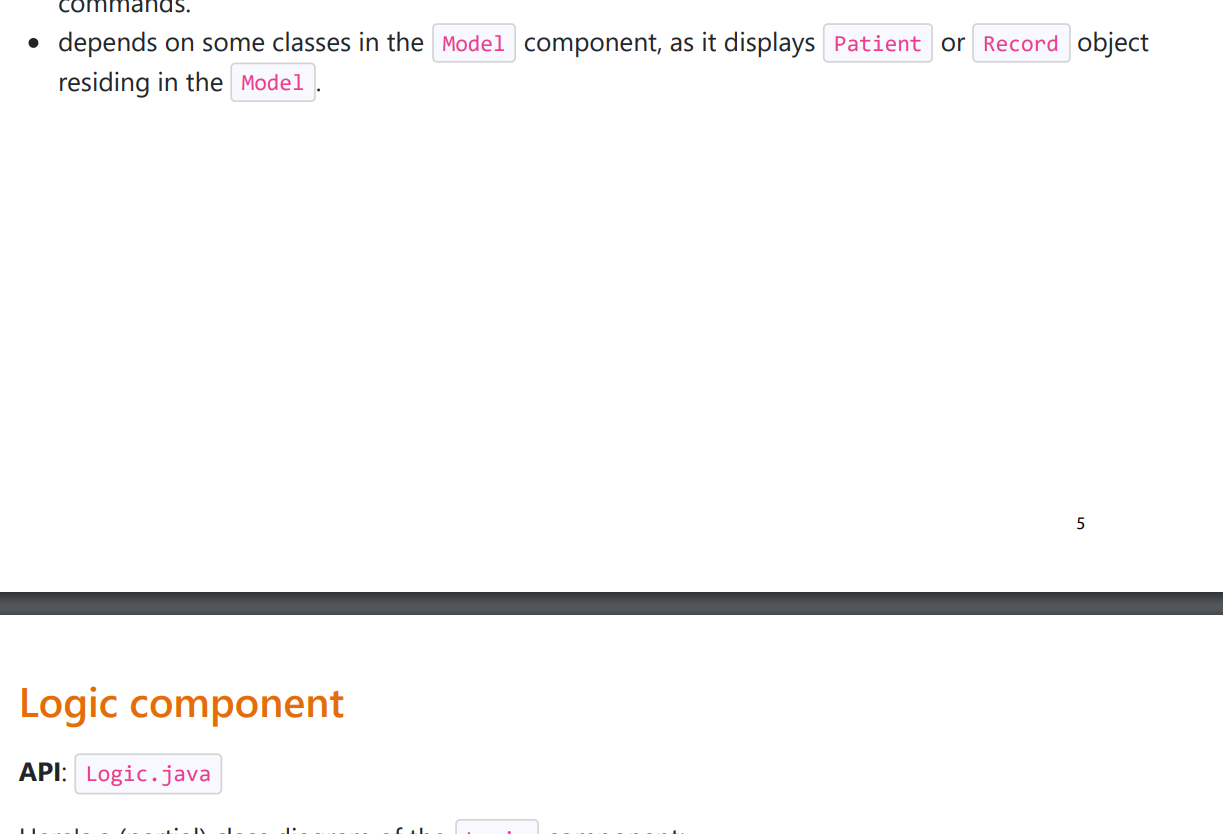 commands.
depends on some classes in the Model component, as it displays Patient or Record object
residing in the Model.
5
Logic component
API: Logic.java
Here's a (partial) class diagram of the Logic component: